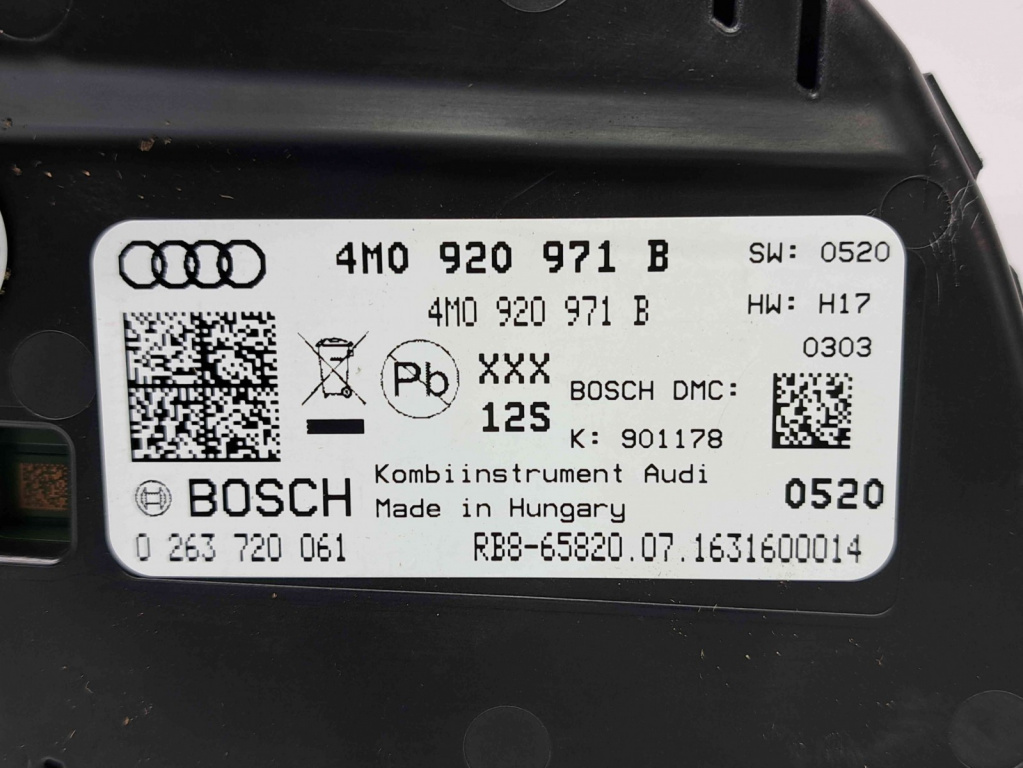 4M0 920 971 B
SW: 0520
4M0 920 971 B
HW: H17
0303
Pb
XXX
12S
BOSCH DMC:
K: 901178
Kombiinstrument Audi
Made in Hungary
0520
BOSCH
0 263 720 061
RB8-65820.07.1631600014